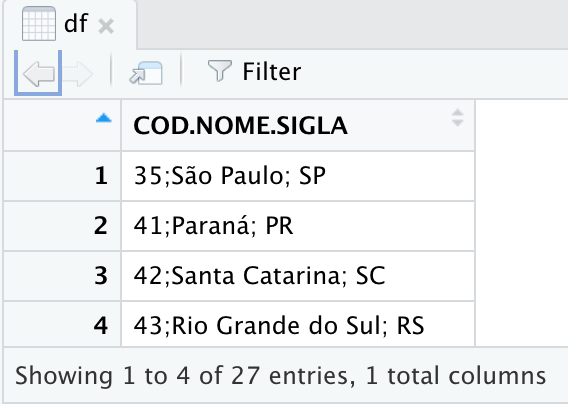 df
Filter
COD.NOME.SIGLA
1 35;São Paulo; SP
2 41;Paraná; PR
3 42;Santa Catarina; SC
4 43;Rio Grande do Sul; RS
Showing 1 to 4 of 27 entries, 1 total columns